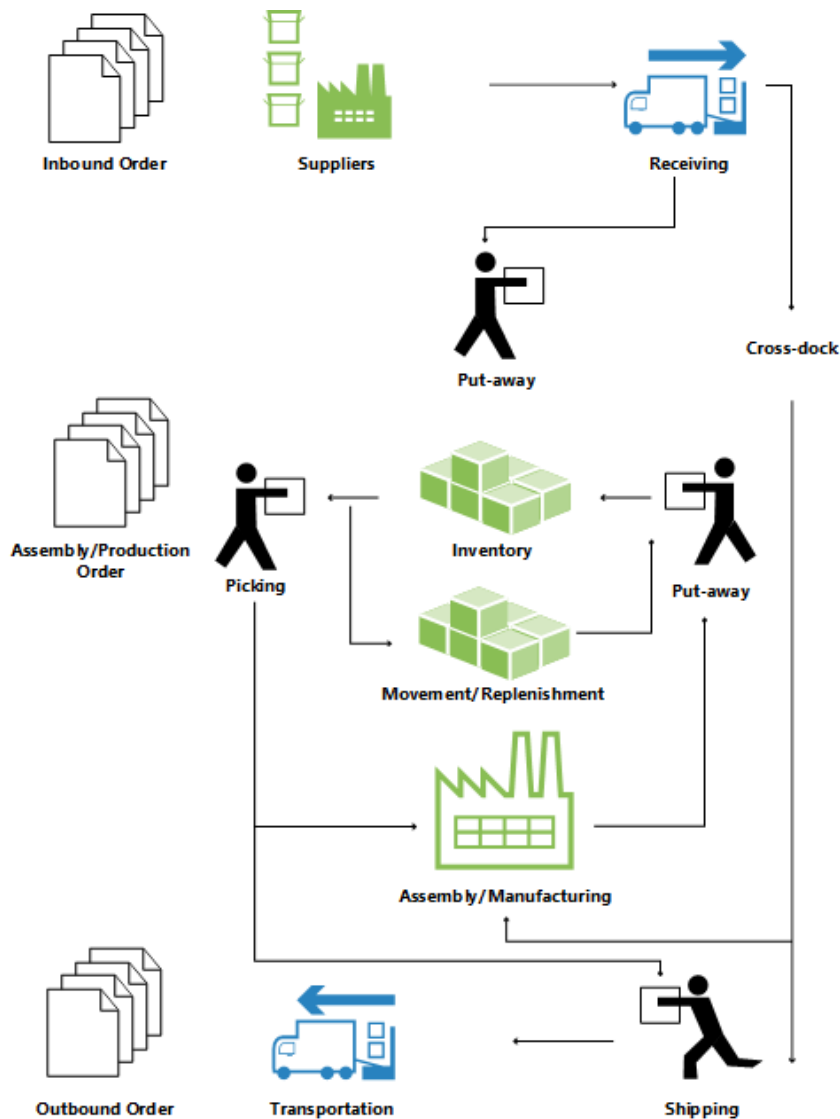 Inbound Order
Suppliers
Receiving
Put-away
Cross-dock
Assembly/Production
Order
Picking
Inventory
Put-away
Movement/Replenishment
Assembly/Manufacturing
Outbound Order
Transportation
Shipping